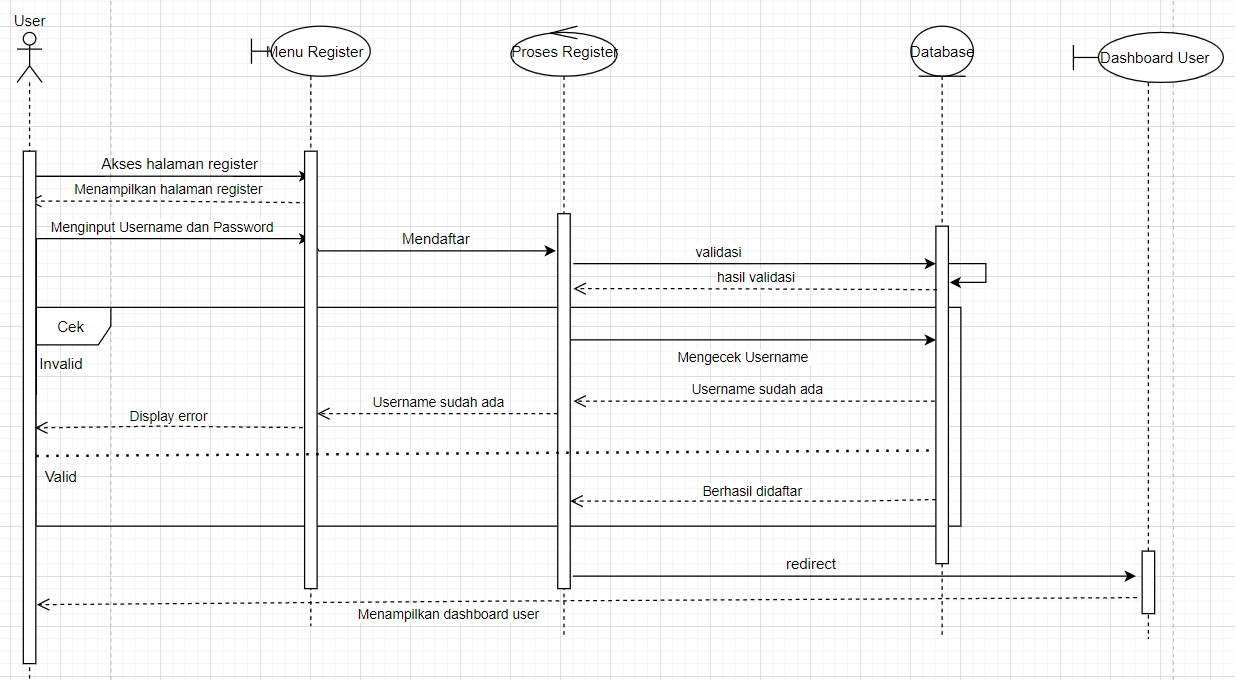 User
Menu Register
Proses Register
Database
Dashboard User
Akses halaman register
Menampilkan halaman register
Menginput Username dan Password
Mendaftar
validasi
hasil validasi
Cek
Invalid
Mengecek Username
Username sudah ada
Username sudah ada
Display error
Valid
Berhasil didaftar
redirect
Menampilkan dashboard user